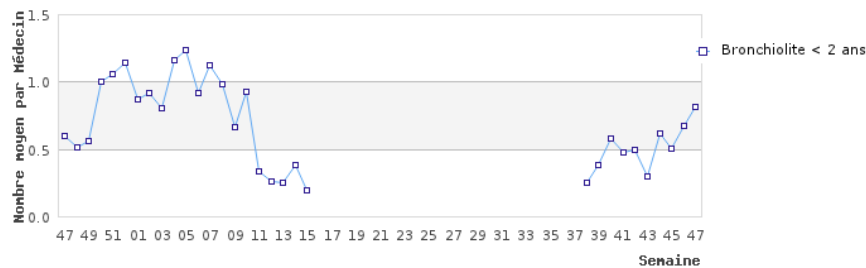 1.5
1.0
0.5
0.0
Nombre moyen par Médecin
Bronchiolite < 2 ans
47 49 51 01 03 05 07 09 11 13 15 17 19 21 23 25 27 29 31 33 35 37 39 41 43 45 47
Semaine